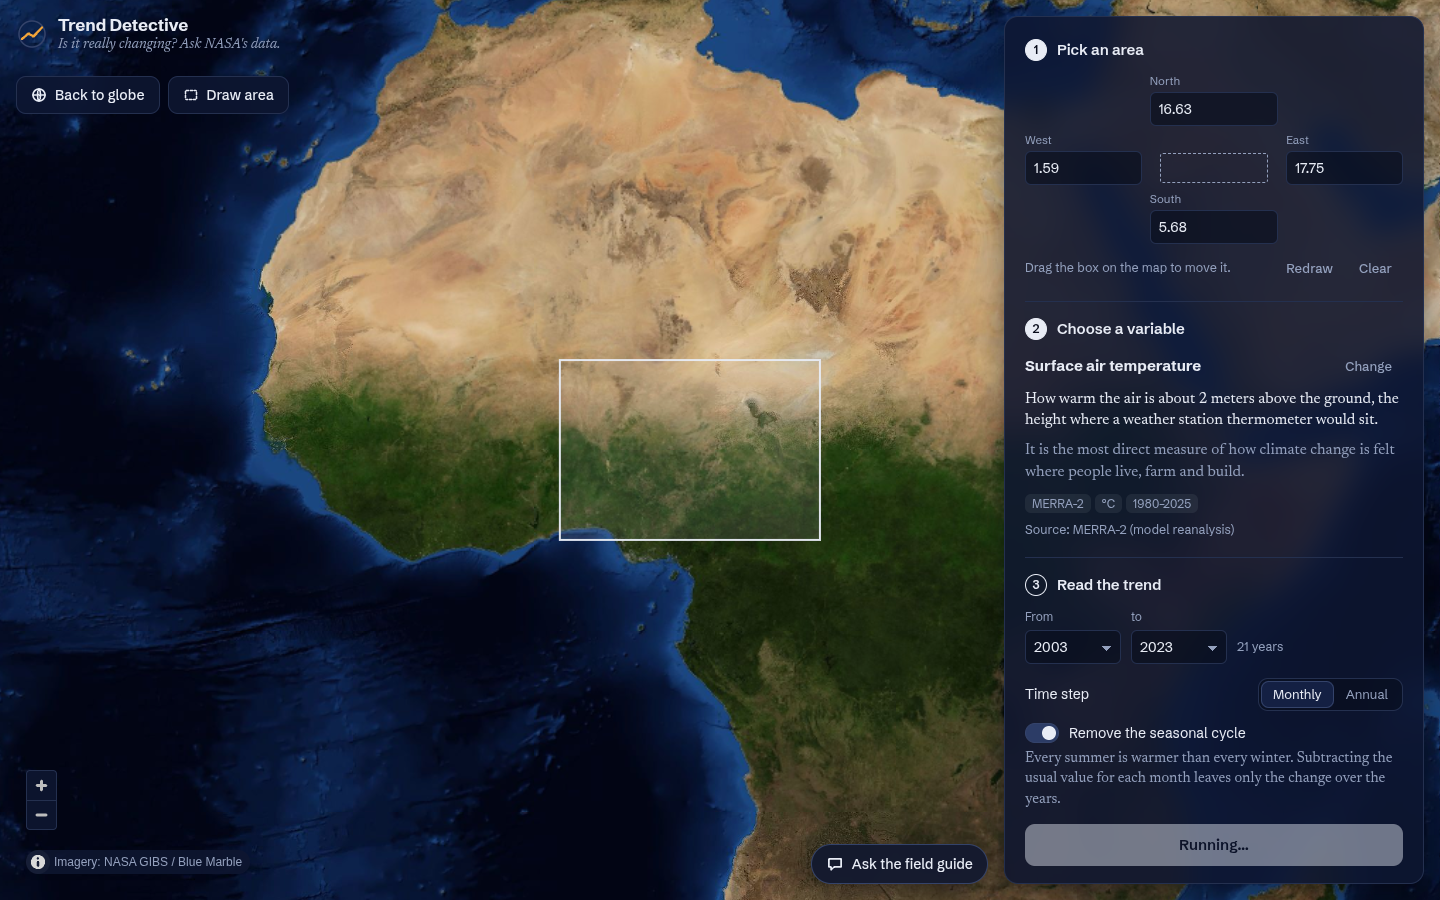 Trend Detective
Is it really changing? Ask NASA's data.
Back to globe
Draw area
1 Pick an area
North
16.63
West
East
1.59
17.75
South
5.68
Drag the box on the map to move it.
Redraw
Clear
2 Choose a variable
Surface air temperature
Change
How warm the air is about 2 meters above the ground, the
height where a weather station thermometer would sit.
It is the most direct measure of how climate change is felt
where people live, farm and build.
MERRA-2 °C 1980-2025
Source: MERRA-2 (model reanalysis)
3 Read the trend
From
to
2003
2023
21 years
Time step
Monthly
Annual
Remove the seasonal cycle
Every summer is warmer than every winter. Subtracting the
usual value for each month leaves only the change over the
years.
Running...
+
−
Imagery: NASA GIBS / Blue Marble
Ask the field guide